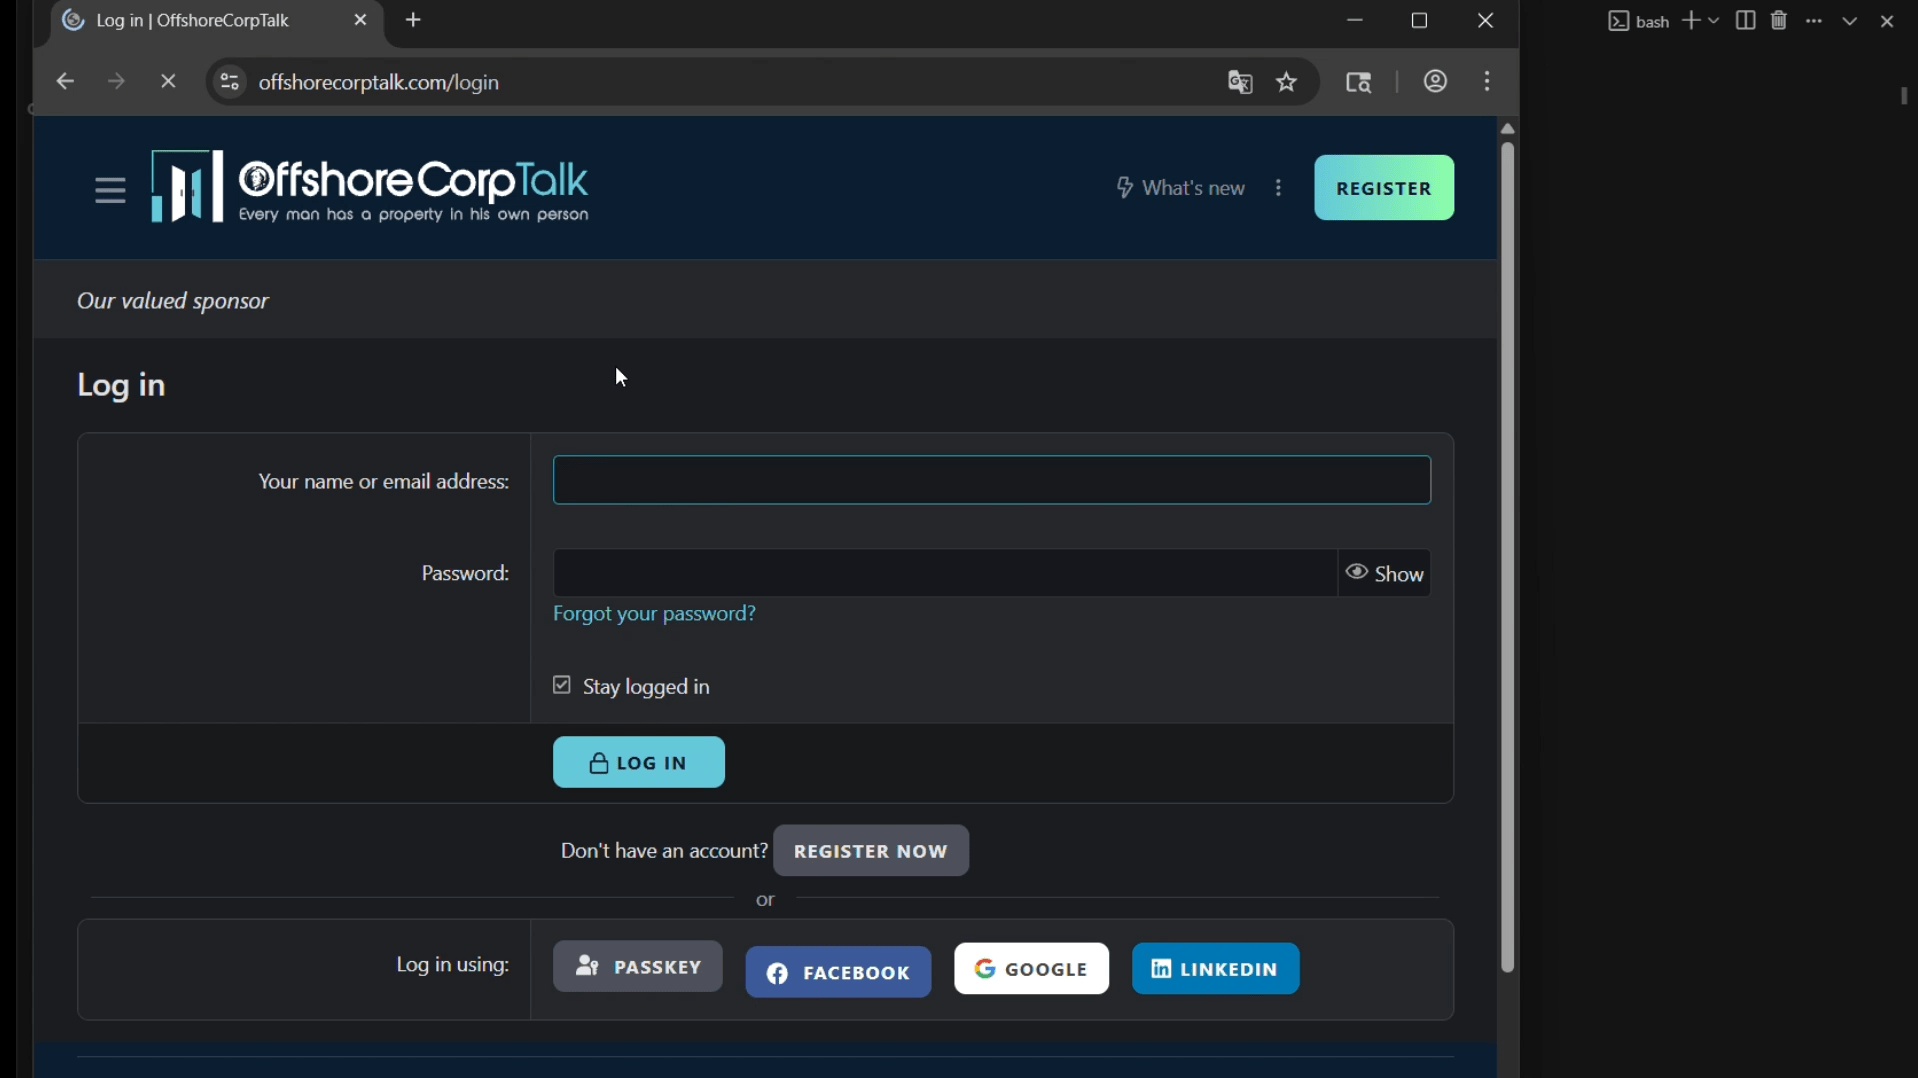 Log in | OffshoreCorpTalk
bash
offshorecorptalk.com/login
OffshoreCorpTalk
Every man has a property in his own person
What's new
REGISTER
Our valued sponsor
Log in
Your name or email address:
Password:
Show
Forgot your password?
Stay logged in
LOG IN
Don't have an account? REGISTER NOW
or
Log in using:
PASSKEY
FACEBOOK
GOOGLE
LINKEDIN